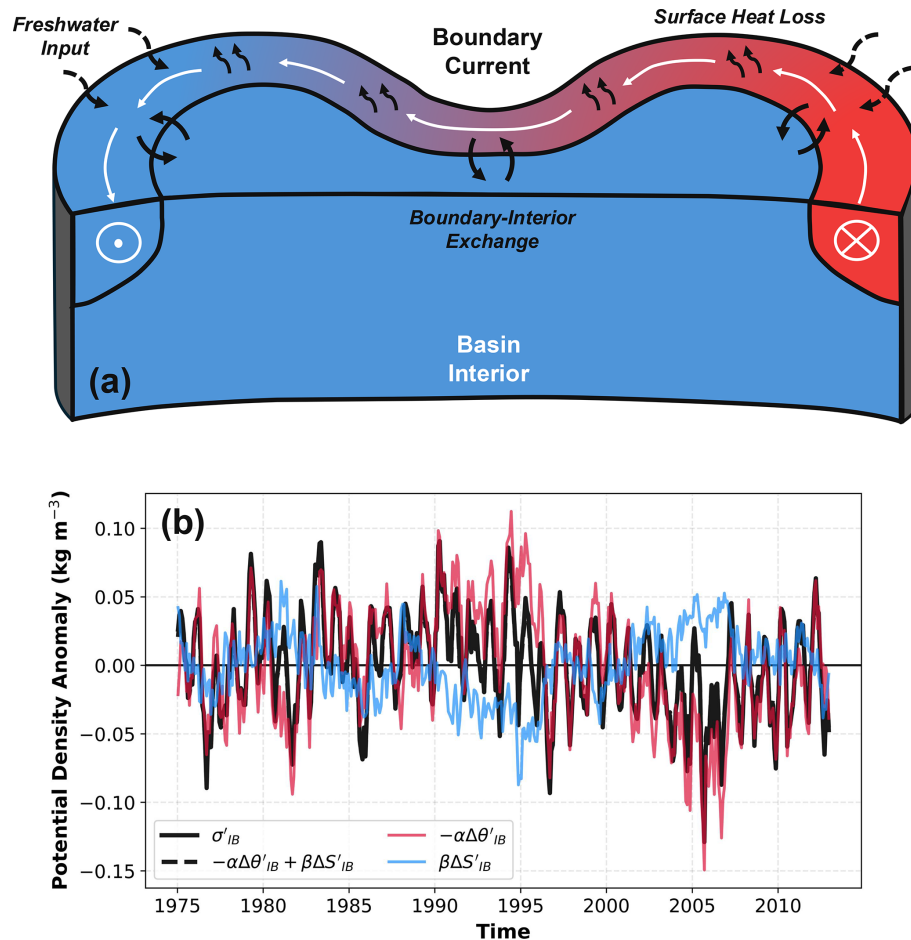 Freshwater
Input
Surface Heat Loss
Boundary
Current
Boundary-Interior
Exchange
Basin
Interior
(a)
(b)
Potential Density Anomaly (kg m⁻³)
0.10
0.05
0.00
−0.05
−0.10
−0.15
σ′IB
−αΔθ′IB + βΔS′IB
−αΔθ′IB
βΔS′IB
1975 1980 1985 1990 1995 2000 2005 2010
Time